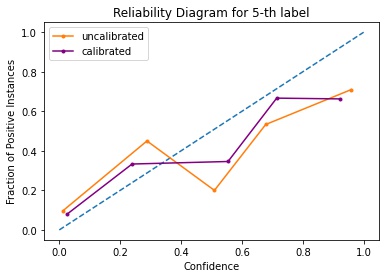 Reliability Diagram for 5-th label
uncalibrated
calibrated
Fraction of Positive Instances
1.0
0.8
0.6
0.4
0.2
0.0
0.0 0.2 0.4 0.6 0.8 1.0
Confidence